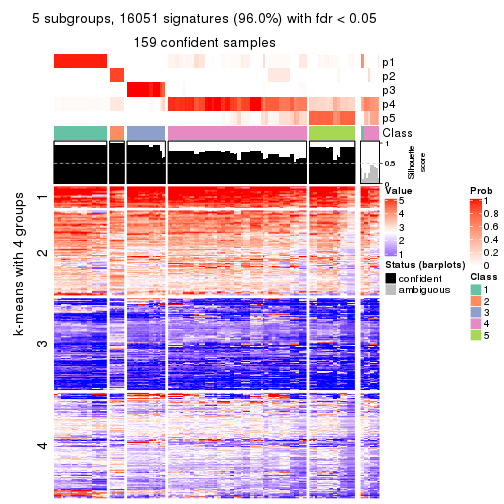 5 subgroups, 16051 signatures (96.0%) with fdr < 0.05
159 confident samples
p1
p2
p3
p4
p5
Class
1
0.5
0
Silhouette
score
k-means with 4 groups
1
2
3
4
Value
5
4
3
2
1
Status (barplots)
confident
ambiguous
Prob
1
0.8
0.6
0.4
0.2
0
Class
1
2
3
4
5